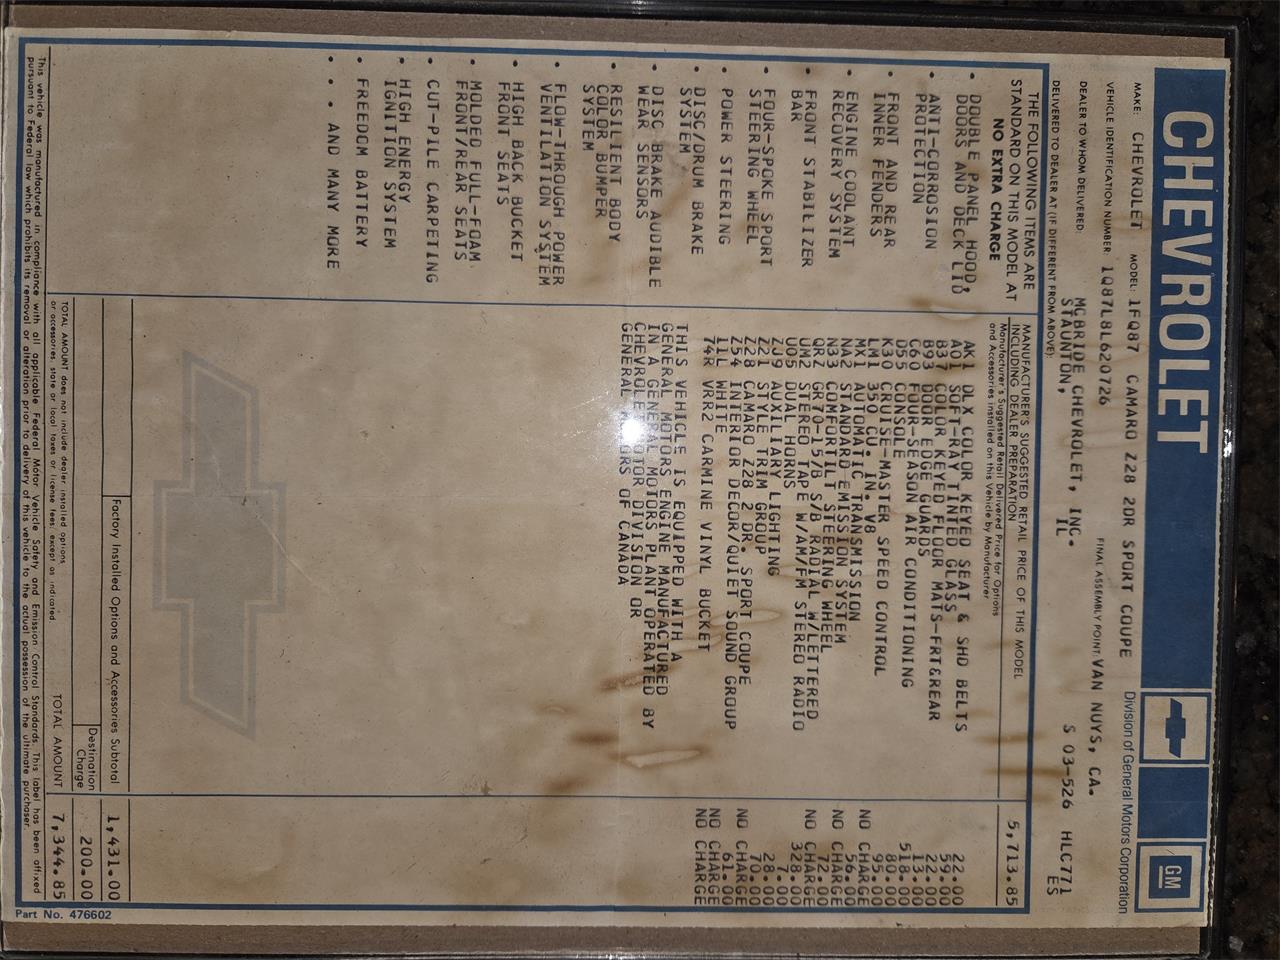 CHEVROLET
GM
Division of General Motors Corporation
MAKE: CHEVROLET MODEL: 1FQ87 CAMARO Z28 2DR SPORT COUPE
VEHICLE IDENTIFICATION NUMBER: 1Q87L8L620726 FINAL ASSEMBLY POINT: VAN NUYS, CA.
DEALER TO WHOM DELIVERED: MCBRIDE CHEVROLET, INC. S 03-526 HLC771
STAUNTON, IL ES
DELIVERED TO DEALER AT (IF DIFFERENT FROM ABOVE):
THE FOLLOWING ITEMS ARE
STANDARD ON THIS MODEL AT
NO EXTRA CHARGE
• DOUBLE PANEL HOOD,
DOORS AND DECK LID
• ANTI-CORROSION
PROTECTION
• FRONT AND REAR
INNER FENDERS
• ENGINE COOLANT
RECOVERY SYSTEM
• FRONT STABILIZER
BAR
• FOUR-SPOKE SPORT
STEERING WHEEL
• POWER STEERING
• DISC/DRUM BRAKE
SYSTEM
• DISC BRAKE AUDIBLE
WEAR SENSORS
• RESILIENT BODY
COLOR BUMPER
SYSTEM
• FLOW-THROUGH POWER
VENTILATION SYSTEM
• HIGH BACK BUCKET
FRONT SEATS
• MOLDED FULL-FOAM
FRONT/REAR SEATS
• CUT-PILE CARPETING
• HIGH ENERGY
IGNITION SYSTEM
• FREEDOM BATTERY
• • AND MANY MORE
MANUFACTURER'S SUGGESTED RETAIL PRICE OF THIS MODEL
INCLUDING DEALER PREPARATION 5,713.85
Manufacturer's Suggested Retail Delivered Price for Options
and Accessories Installed on this Vehicle by Manufacturer
AK1 DLX COLOR KEYED SEAT & SHD BELTS 22.00
A01 SOFT-RAY TINTED GLASS 59.00
B37 COLOR KEYED FLOOR MATS-FRT&REAR 22.00
B93 DOOR EDGE GUARDS 13.00
C60 FOUR-SEASON AIR CONDITIONING 518.00
D55 CONSOLE 80.00
K30 CRUISE-MASTER SPEED CONTROL 95.00
LM1 350 CU. IN. V8 NO CHARGE
MX1 AUTOMATIC TRANSMISSION 56.00
NA2 STANDARD EMISSION SYSTEM NO CHARGE
N33 COMFORTILT STEERING WHEEL 72.00
QRZ GR70-15/B S/B RADIAL W/LETTERED NO CHARGE
UM2 STEREO TAPE W/AM/FM STEREO RADIO 328.00
U05 DUAL HORNS 7.00
ZJ9 AUXILIARY LIGHTING 28.00
Z21 STYLE TRIM GROUP 70.00
Z28 CAMARO Z28 2 DR. SPORT COUPE NO CHARGE
Z54 INTERIOR DECOR/QUIET SOUND GROUP 61.00
11L WHITE NO CHARGE
74R VRR2 CARMINE VINYL BUCKET NO CHARGE
THIS VEHICLE IS EQUIPPED WITH A
GENERAL MOTORS ENGINE MANUFACTURED
IN A GENERAL MOTORS PLANT OPERATED BY
CHEVROLET MOTOR DIVISION OR
GENERAL MOTORS OF CANADA
Factory Installed Options and Accessories Subtotal 1,431.00
Destination
Charge 200.00
TOTAL AMOUNT does not include dealer installed options
or accessories, state or local taxes or license fees, except as indicated.
TOTAL AMOUNT 7,344.85
This vehicle was manufactured in compliance with all applicable Federal Motor Vehicle Safety and Emission Control Standards. This label has been affixed
pursuant to Federal law which prohibits its removal or alteration prior to delivery of this vehicle to the actual possession of the ultimate purchaser.
Part No. 476602